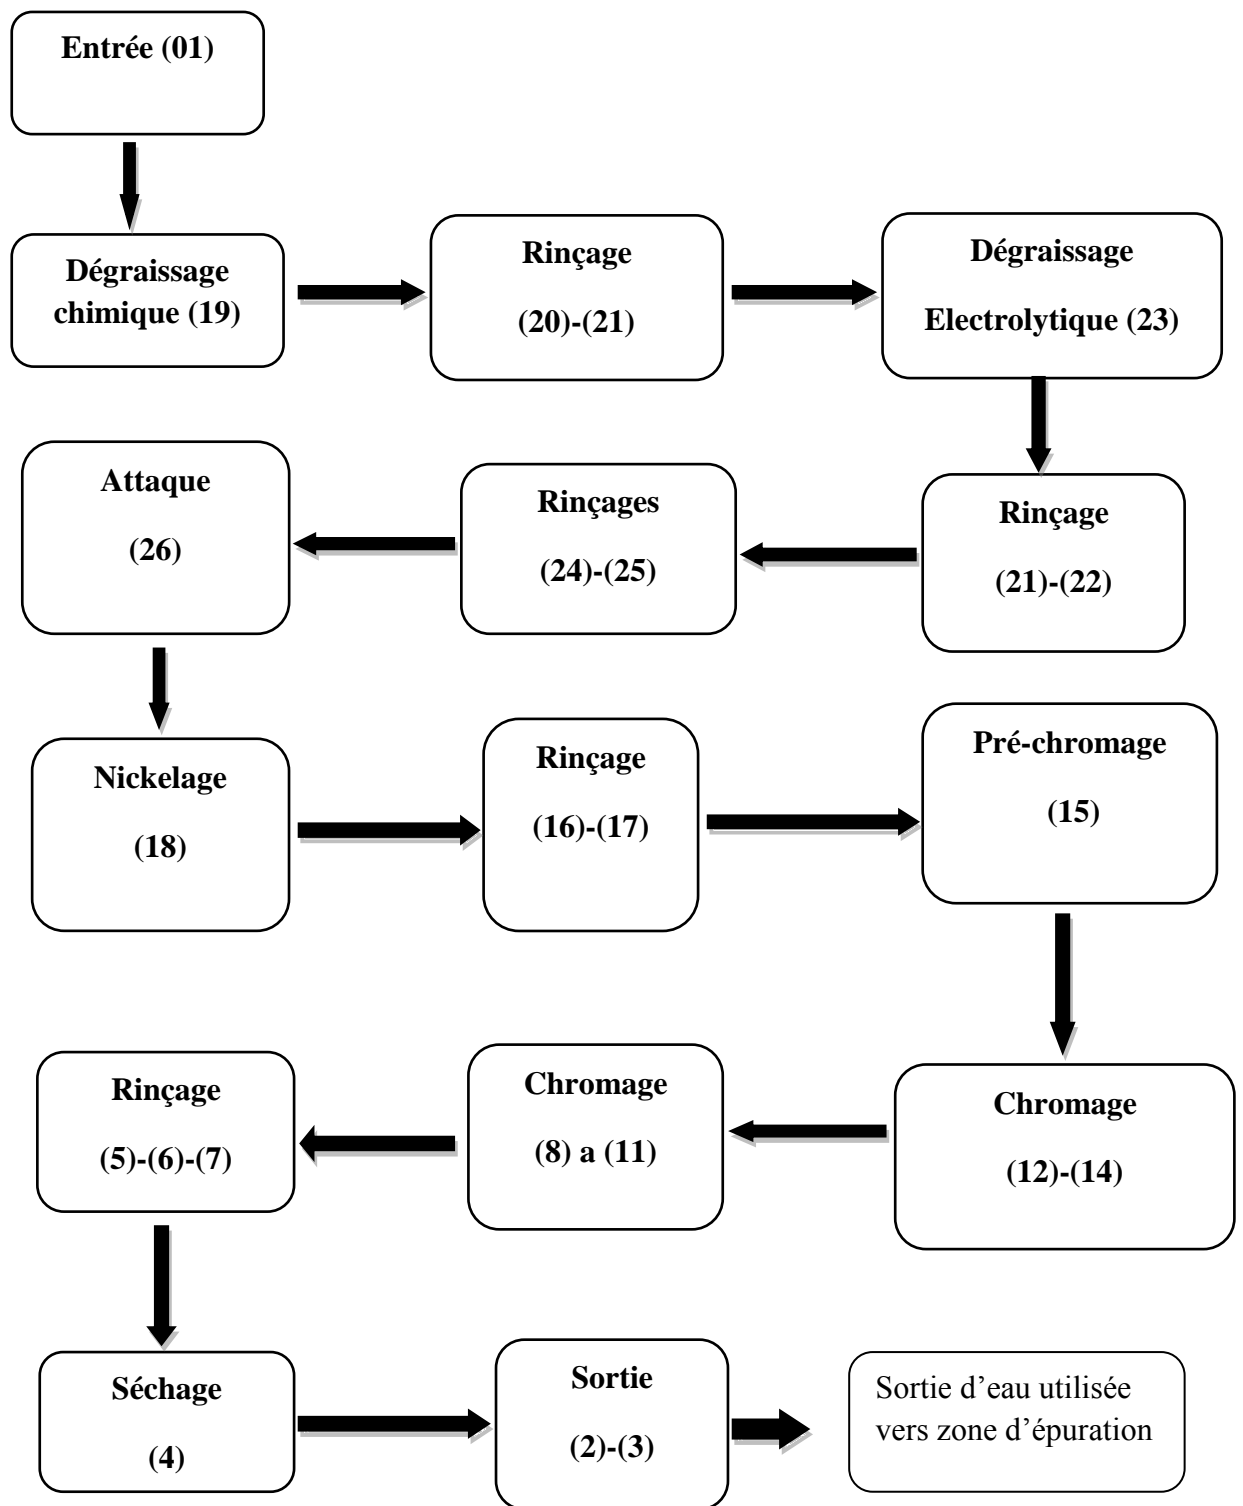 Entrée (01)
Dégraissage
chimique (19)
Rinçage
(20)-(21)
Dégraissage
Electrolytique (23)
Rinçage
(21)-(22)
Rinçages
(24)-(25)
Attaque
(26)
Nickelage
(18)
Rinçage
(16)-(17)
Pré-chromage
(15)
Chromage
(12)-(14)
Chromage
(8) a (11)
Rinçage
(5)-(6)-(7)
Séchage
(4)
Sortie
(2)-(3)
Sortie d’eau utilisée
vers zone d’épuration